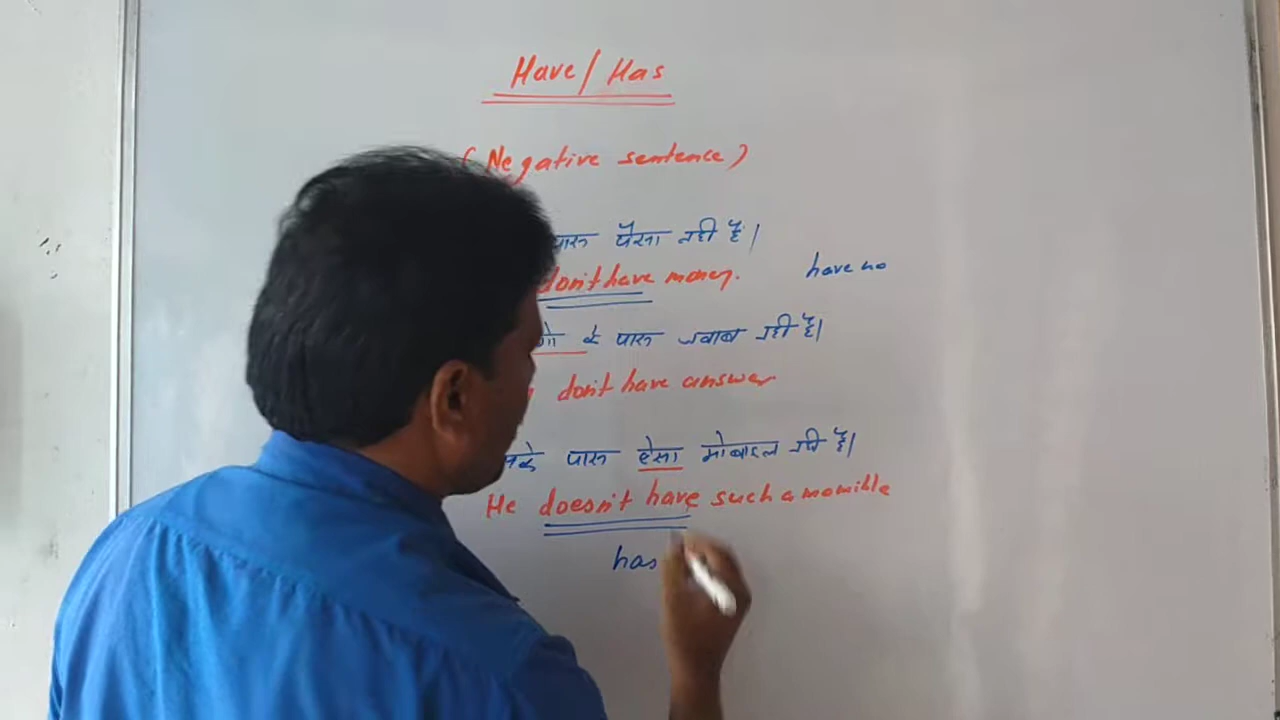 Have/Has
(Negative sentence)
पास पैसा नही है।
don't have money.
have no
के पास जवाब नही है।
don't have answer
पास ऐसा मोबाइल नही है।
He doesn't have such a momible
has